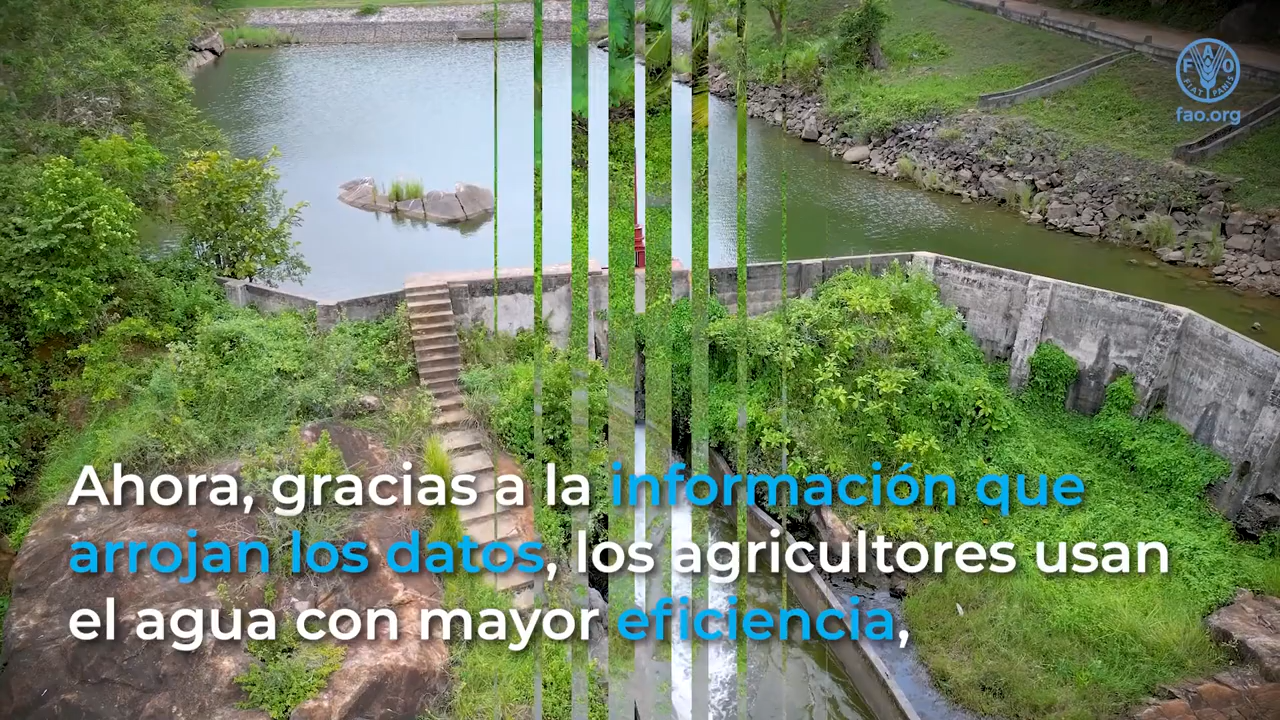 FAO
FIAT PANIS
fao.org
Ahora, gracias a la información que
arrojan los datos, los agricultores usan
el agua con mayor eficiencia,